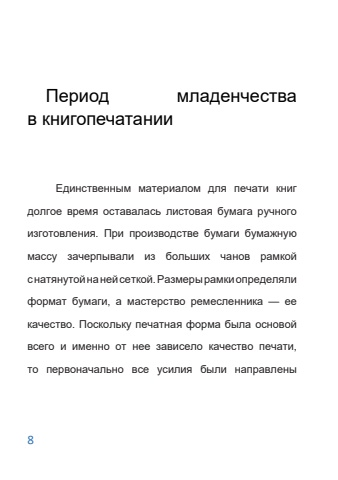 Период младенчества
в книгопечатании
Единственным материалом для печати книг
долгое время оставалась листовая бумага ручного
изготовления. При производстве бумаги бумажную
массу зачерпывали из больших чанов рамкой
с натянутой на ней сеткой. Размеры рамки определяли
формат бумаги, а мастерство ремесленника — ее
качество. Поскольку печатная форма была основой
всего и именно от нее зависело качество печати,
то первоначально все усилия были направлены
8